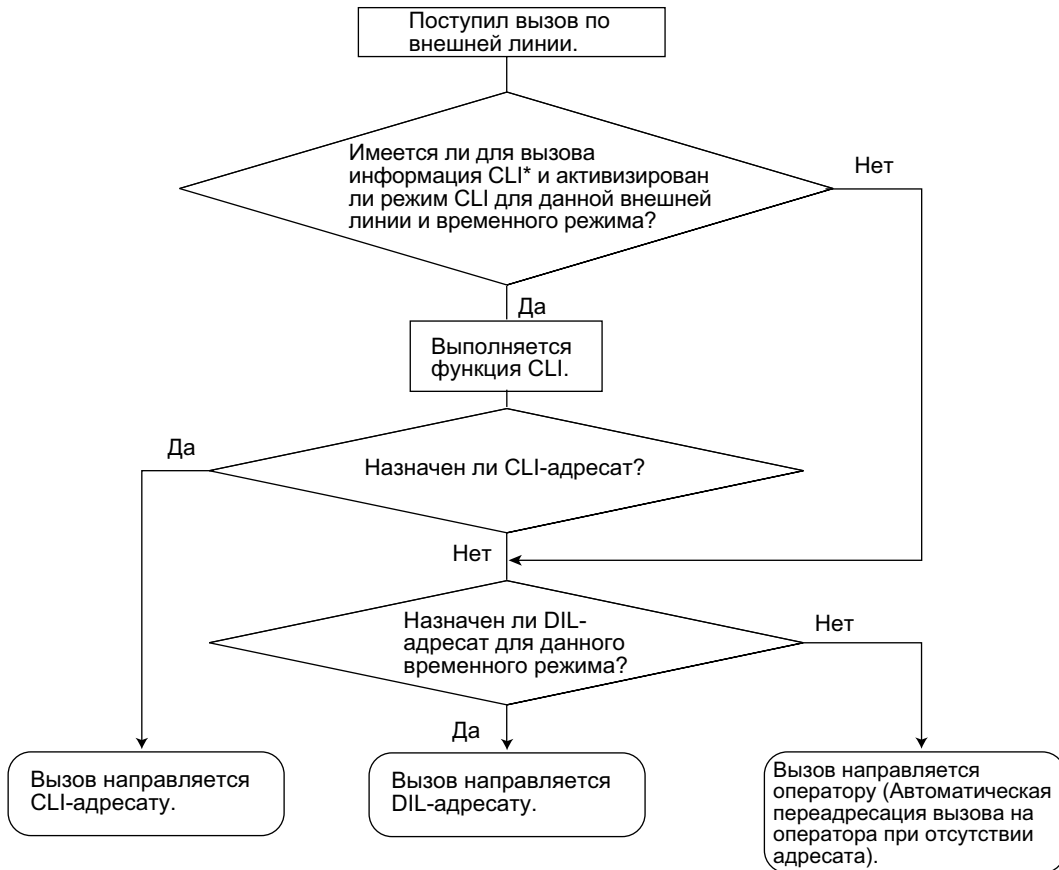 Поступил вызов по
внешней линии.
Имеется ли для вызова
информация CLI* и активизирован
ли режим CLI для данной внешней
линии и временного режима?
Нет
Да
Выполняется
функция CLI.
Да
Назначен ли CLI-адресат?
Нет
Назначен ли DIL-
адресат для данного
временного режима?
Нет
Да
Вызов направляется
CLI-адресату.
Вызов направляется
DIL-адресату.
Вызов направляется
оператору (Автоматическая
переадресация вызова на
оператора при отсутствии
адресата).